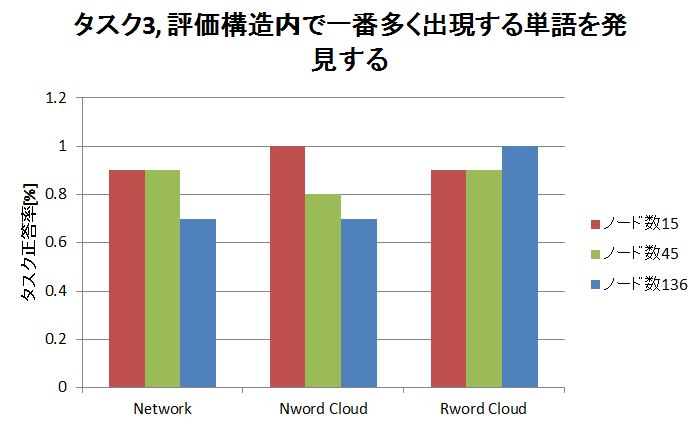 タスク3, 評価構造内で一番多く出現する単語を発
見する
タスク正答率[%]
1.2
1
0.8
0.6
0.4
0.2
0
Network
Nword Cloud
Rword Cloud
ノード数15
ノード数45
ノード数136